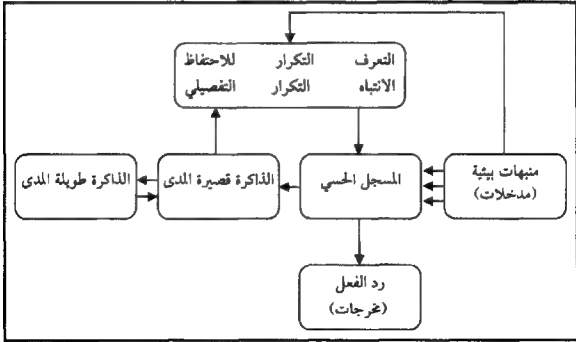 التعرف التكرار للاحتفاظ
الانتباه التكرار التفصيلي
منبهات بيئية
(مدخلات)
المسجل الحسي
الذاكرة قصيرة المدى
الذاكرة طويلة المدى
رد الفعل
(مخرجات)